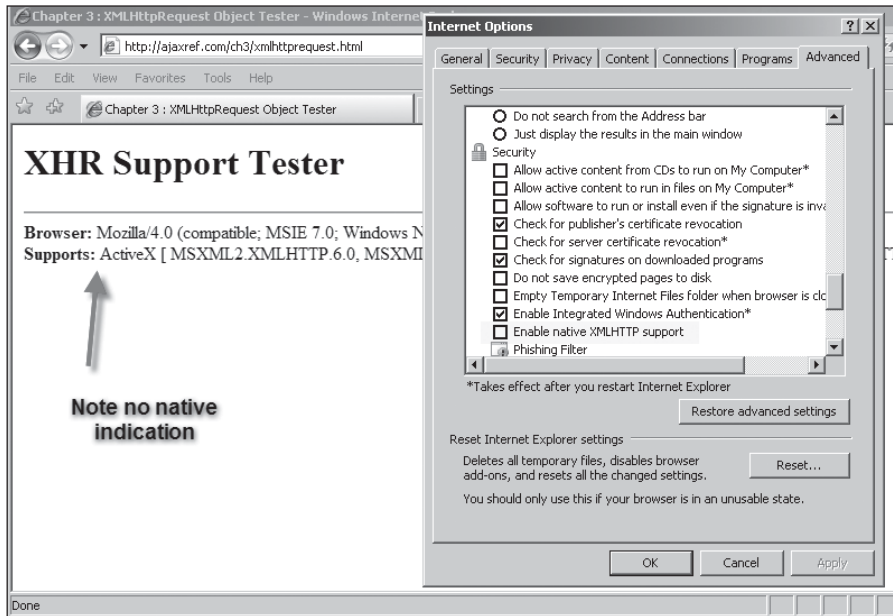 Chapter 3 : XMLHttpRequest Object Tester - Windows Internet
http://ajaxref.com/ch3/xmlhttprequest.html
File Edit View Favorites Tools Help
Chapter 3 : XMLHttpRequest Object Tester
XHR Support Tester
Browser: Mozilla/4.0 (compatible; MSIE 7.0; Windows N
Supports: ActiveX [ MSXML2.XMLHTTP.6.0, MSXML
Note no native
indication
Done
Internet Options
General Security Privacy Content Connections Programs Advanced
Settings
Do not search from the Address bar
Just display the results in the main window
Security
Allow active content from CDs to run on My Computer*
Allow active content to run in files on My Computer*
Allow software to run or install even if the signature is inva
Check for publisher's certificate revocation
Check for server certificate revocation*
Check for signatures on downloaded programs
Do not save encrypted pages to disk
Empty Temporary Internet Files folder when browser is clo
Enable Integrated Windows Authentication*
Enable native XMLHTTP support
Phishing Filter
*Takes effect after you restart Internet Explorer
Restore advanced settings
Reset Internet Explorer settings
Deletes all temporary files, disables browser
add-ons, and resets all the changed settings.
Reset...
You should only use this if your browser is in an unusable state.
OK Cancel Apply